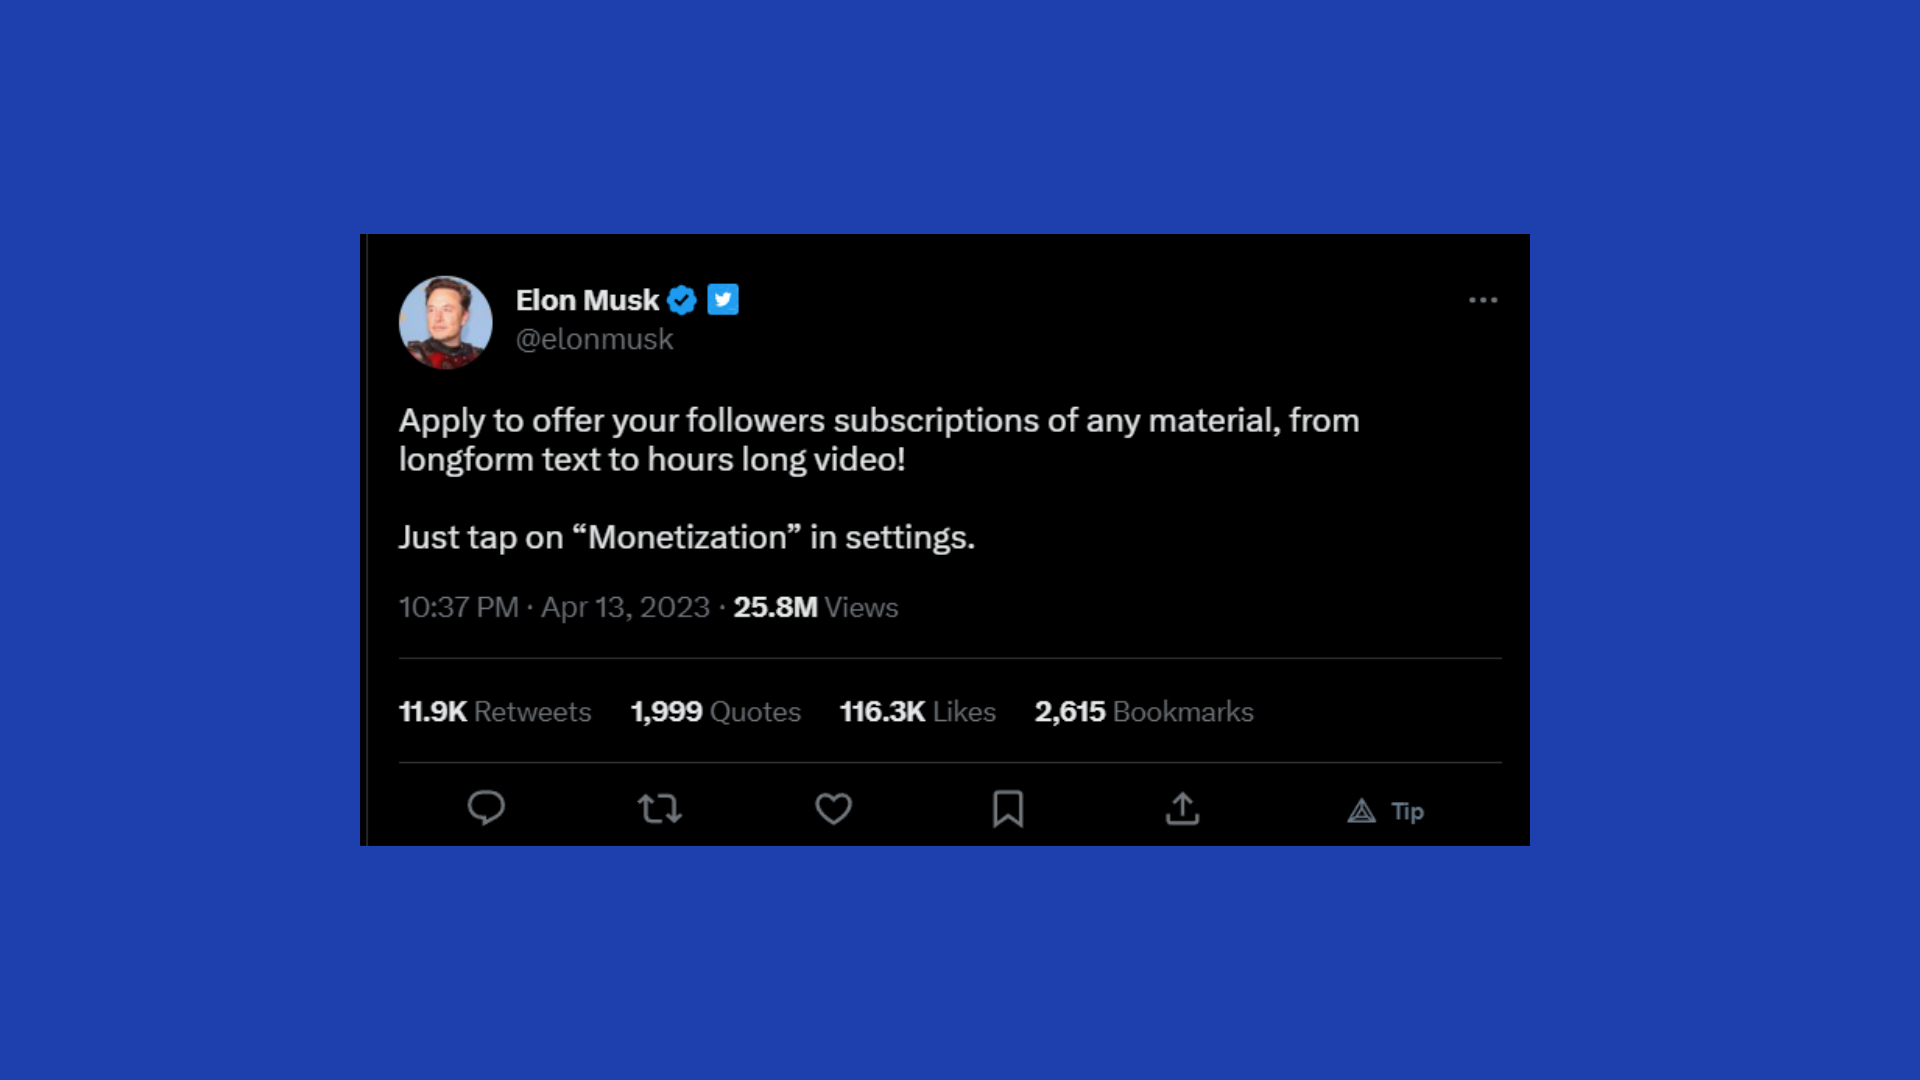 Elon Musk
@elonmusk
Apply to offer your followers subscriptions of any material, from
longform text to hours long video!
Just tap on “Monetization” in settings.
10:37 PM · Apr 13, 2023 · 25.8M Views
11.9K Retweets 1,999 Quotes 116.3K Likes 2,615 Bookmarks
Tip